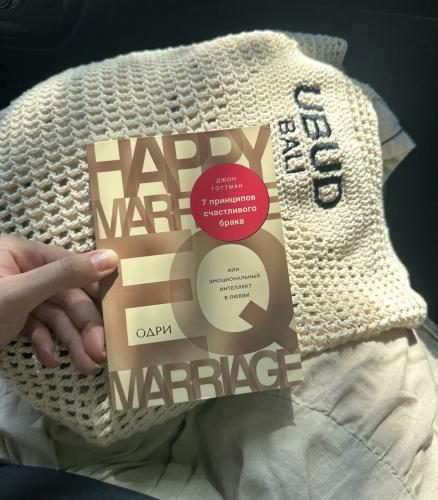 HAPPY
MARRIAGE
ДЖОН
ГОТТМАН
7 принципов
счастливого
брака
EQ
ИЛИ
ЭМОЦИОНАЛЬНЫЙ
ИНТЕЛЛЕКТ
В ЛЮБВИ
ОДРИ
MARRIAGE
UBUD
BALI